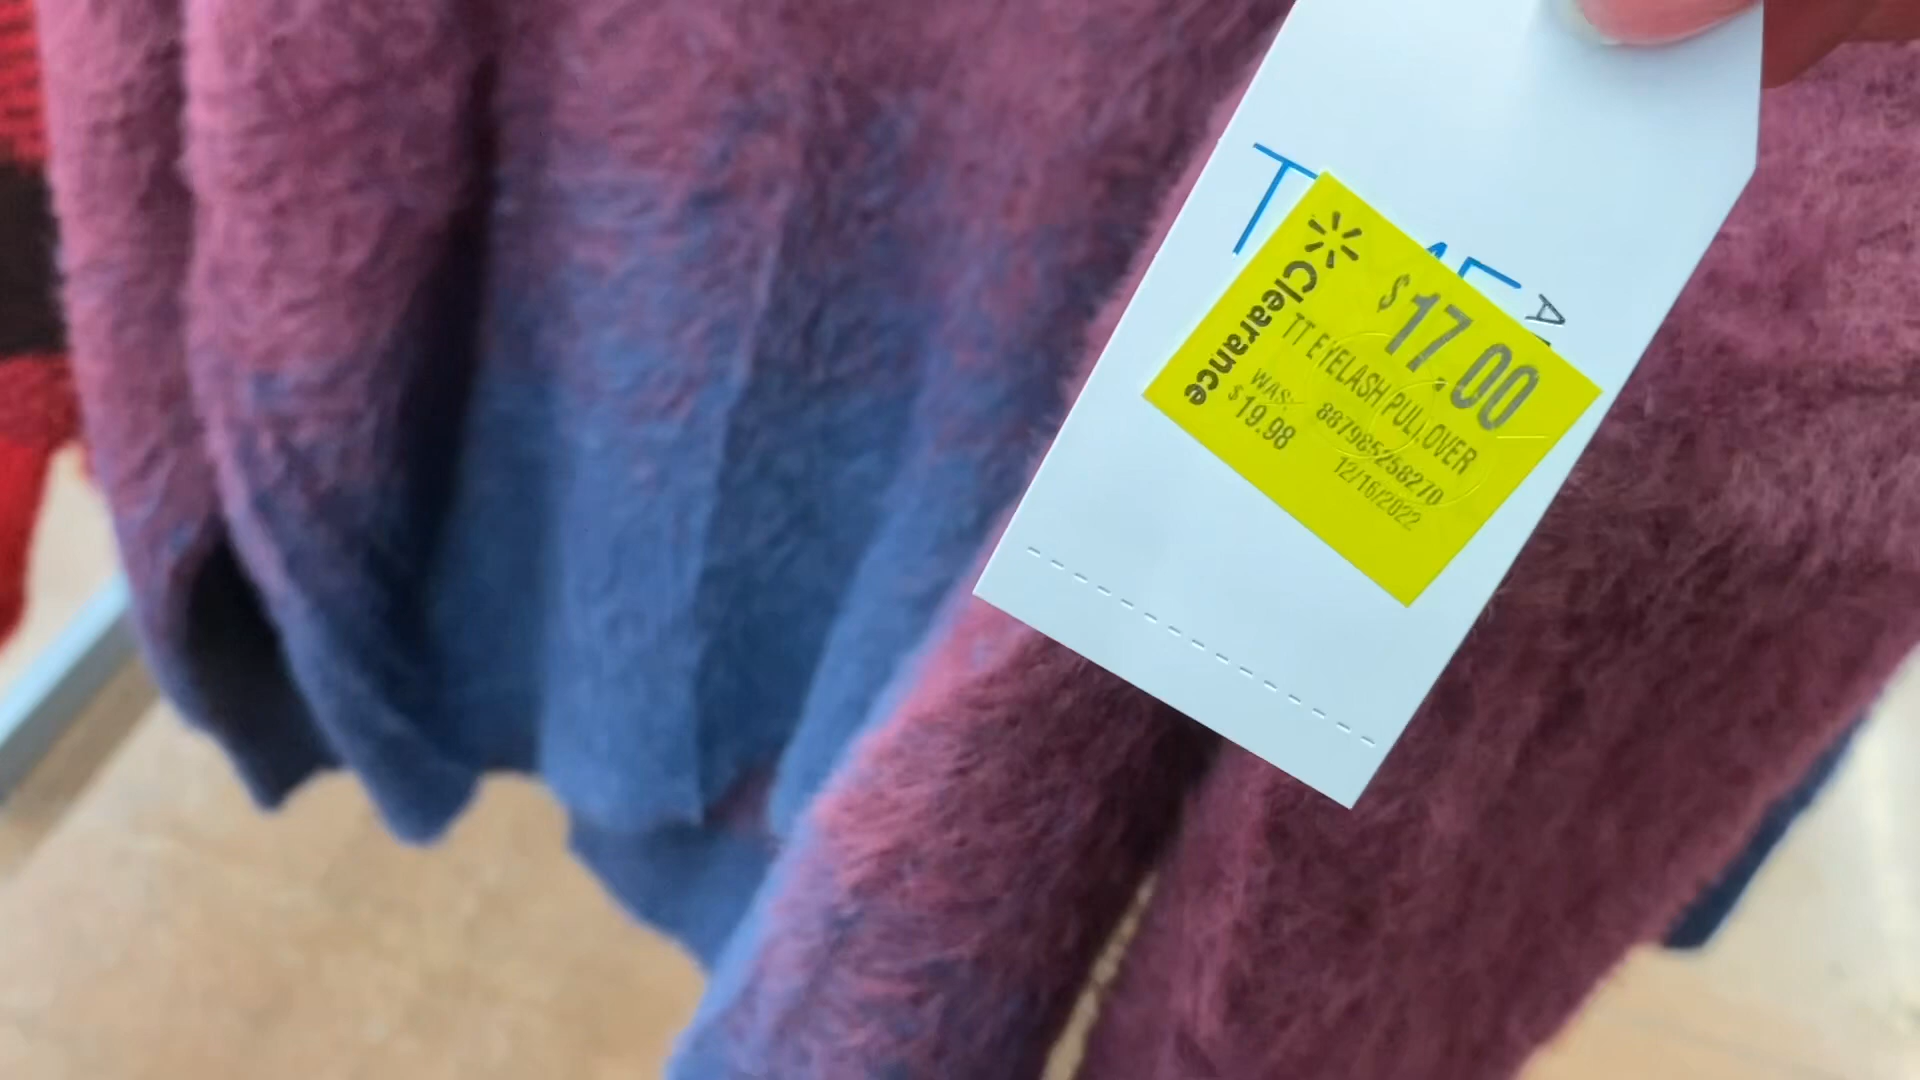 Clearance
$17.00
TT EYELASH PULLOVER
WAS:
$19.98
887985258270
12/16/2022